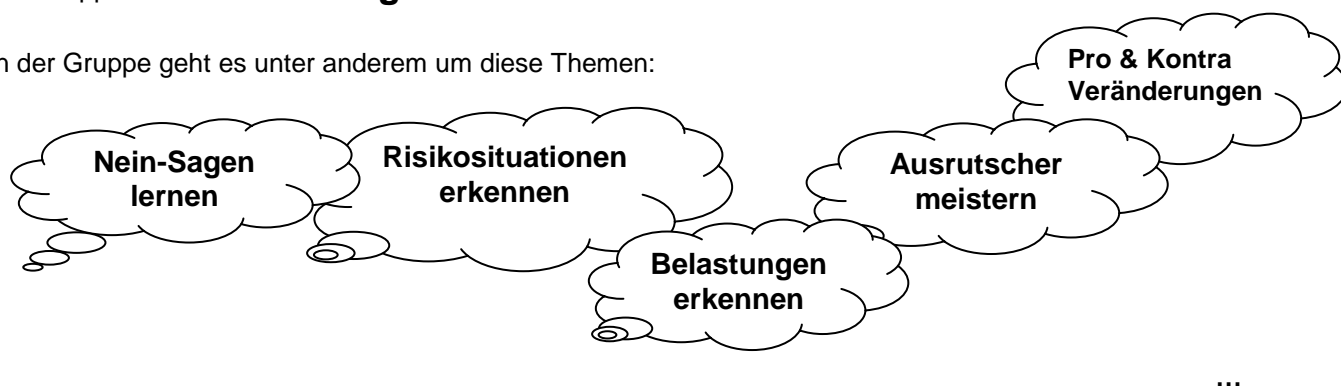 n der Gruppe geht es unter anderem um diese Themen:
Pro & Kontra
Veränderungen
Nein-Sagen
lernen
Risikosituationen
erkennen
Ausrutscher
meistern
Belastungen
erkennen
...